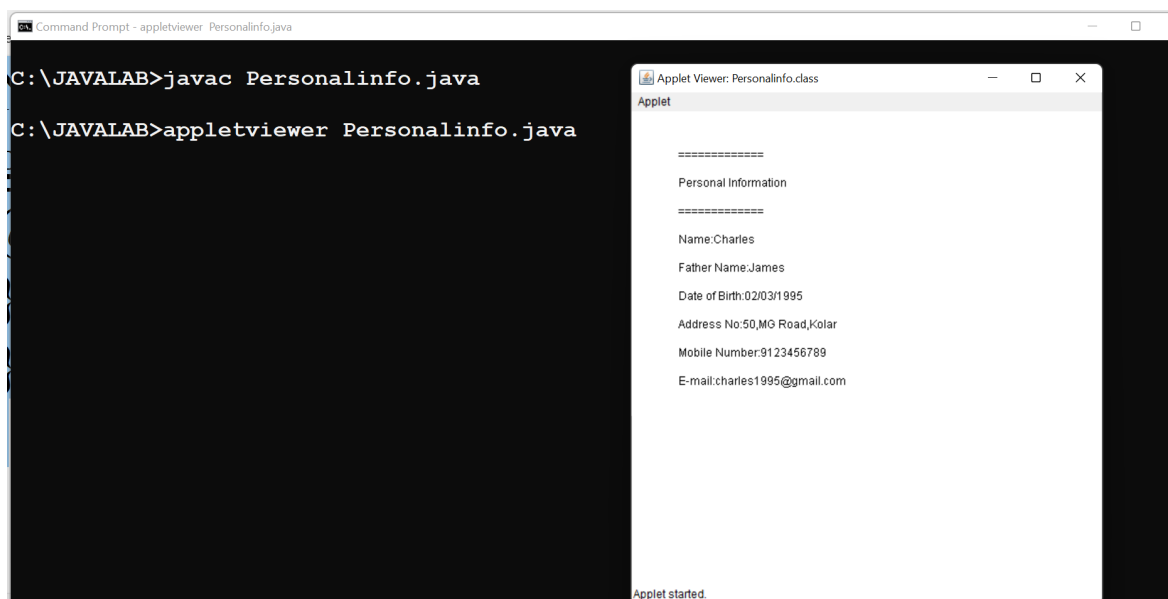 Command Prompt - appletviewer  Personalinfo.java
C:\JAVALAB>javac Personalinfo.java
C:\JAVALAB>appletviewer Personalinfo.java
Applet Viewer: Personalinfo.class
Applet
=============
Personal Information
=============
Name:Charles
Father Name:James
Date of Birth:02/03/1995
Address No:50,MG Road,Kolar
Mobile Number:9123456789
E-mail:charles1995@gmail.com
Applet started.